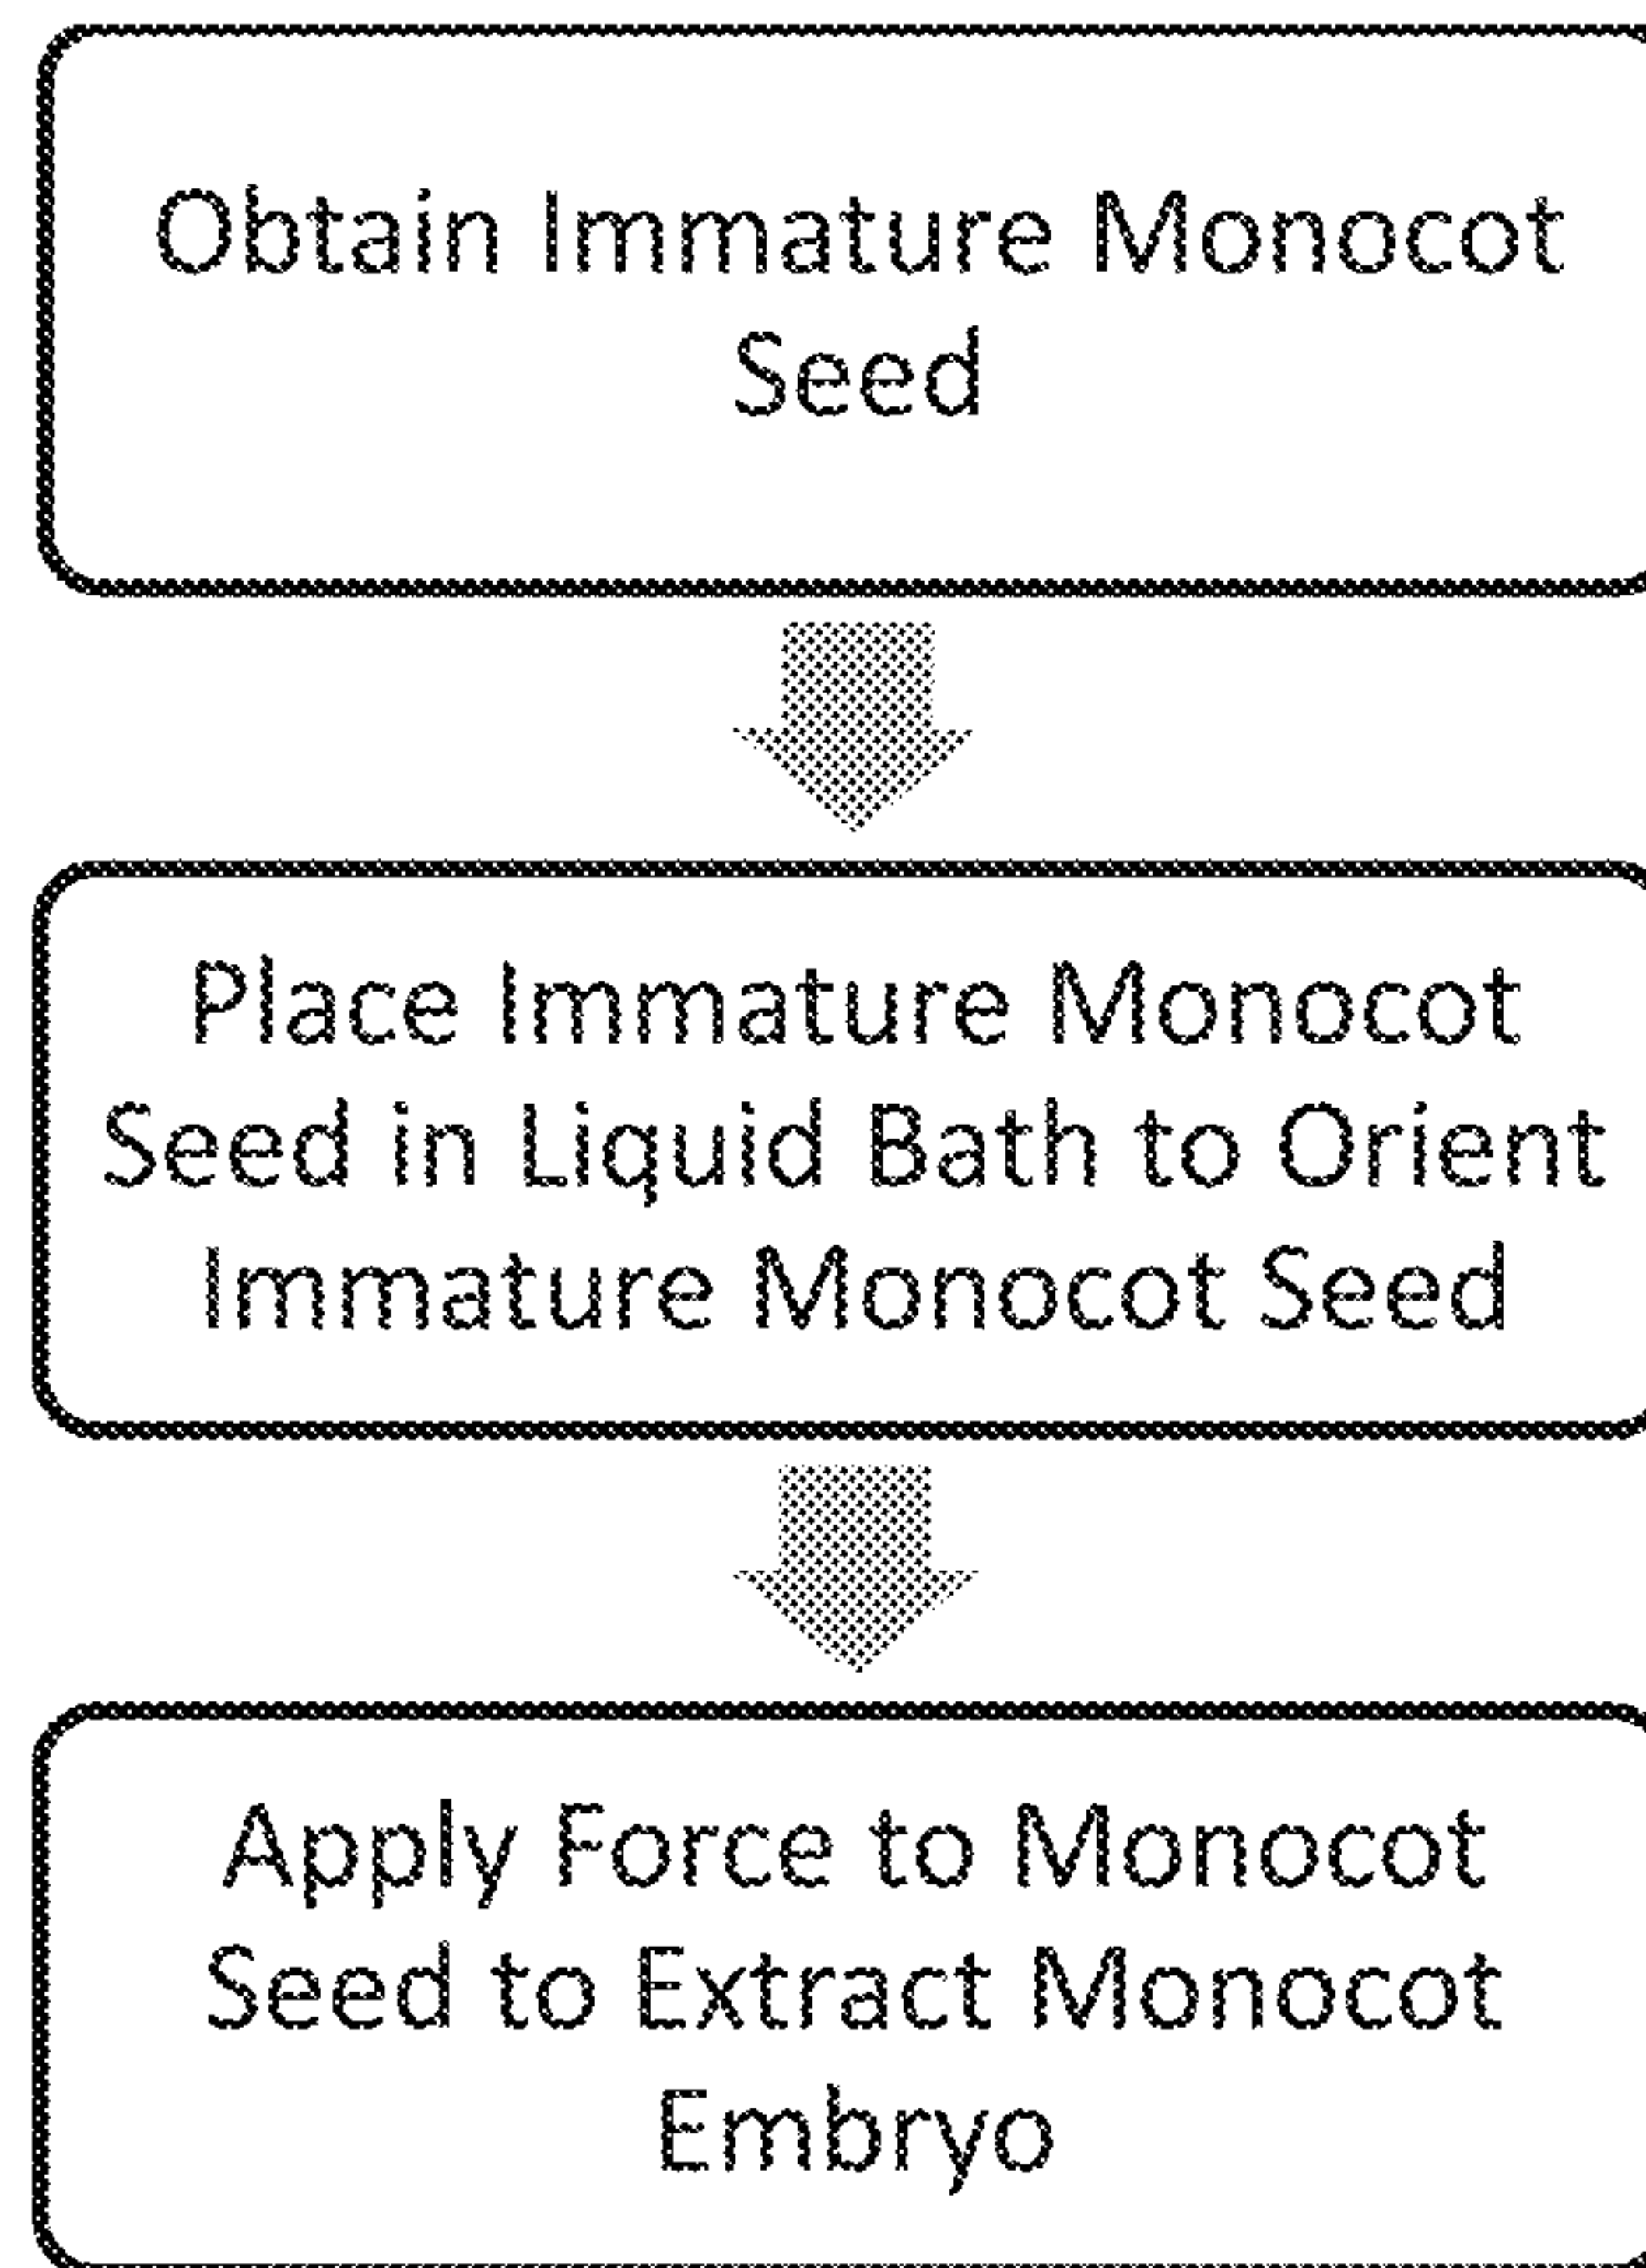 Obtain Immature Monocot
Seed
Place Immature Monocot
Seed in Liquid Bath to Orient
Immature Monocot Seed
Apply Force to Monocot
Seed to Extract Monocot
Embryo